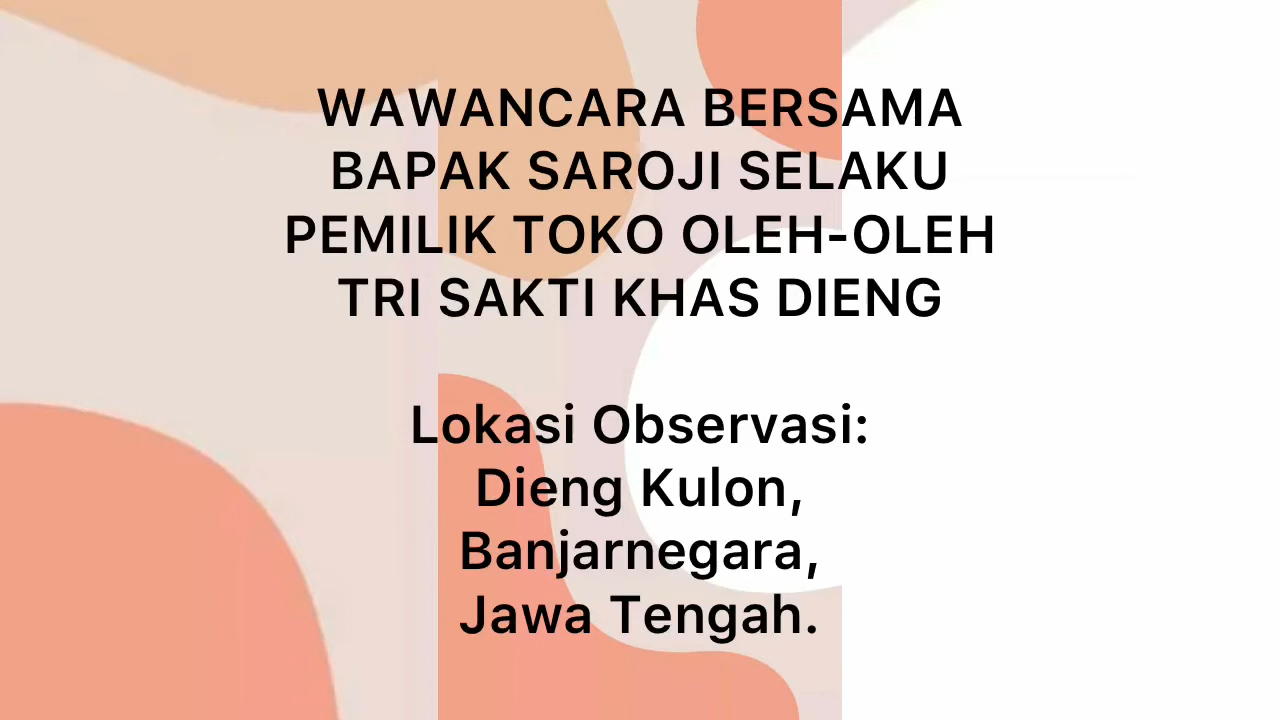 WAWANCARA BERSAMA
BAPAK SAROJI SELAKU
PEMILIK TOKO OLEH-OLEH
TRI SAKTI KHAS DIENG
Lokasi Observasi:
Dieng Kulon,
Banjarnegara,
Jawa Tengah.